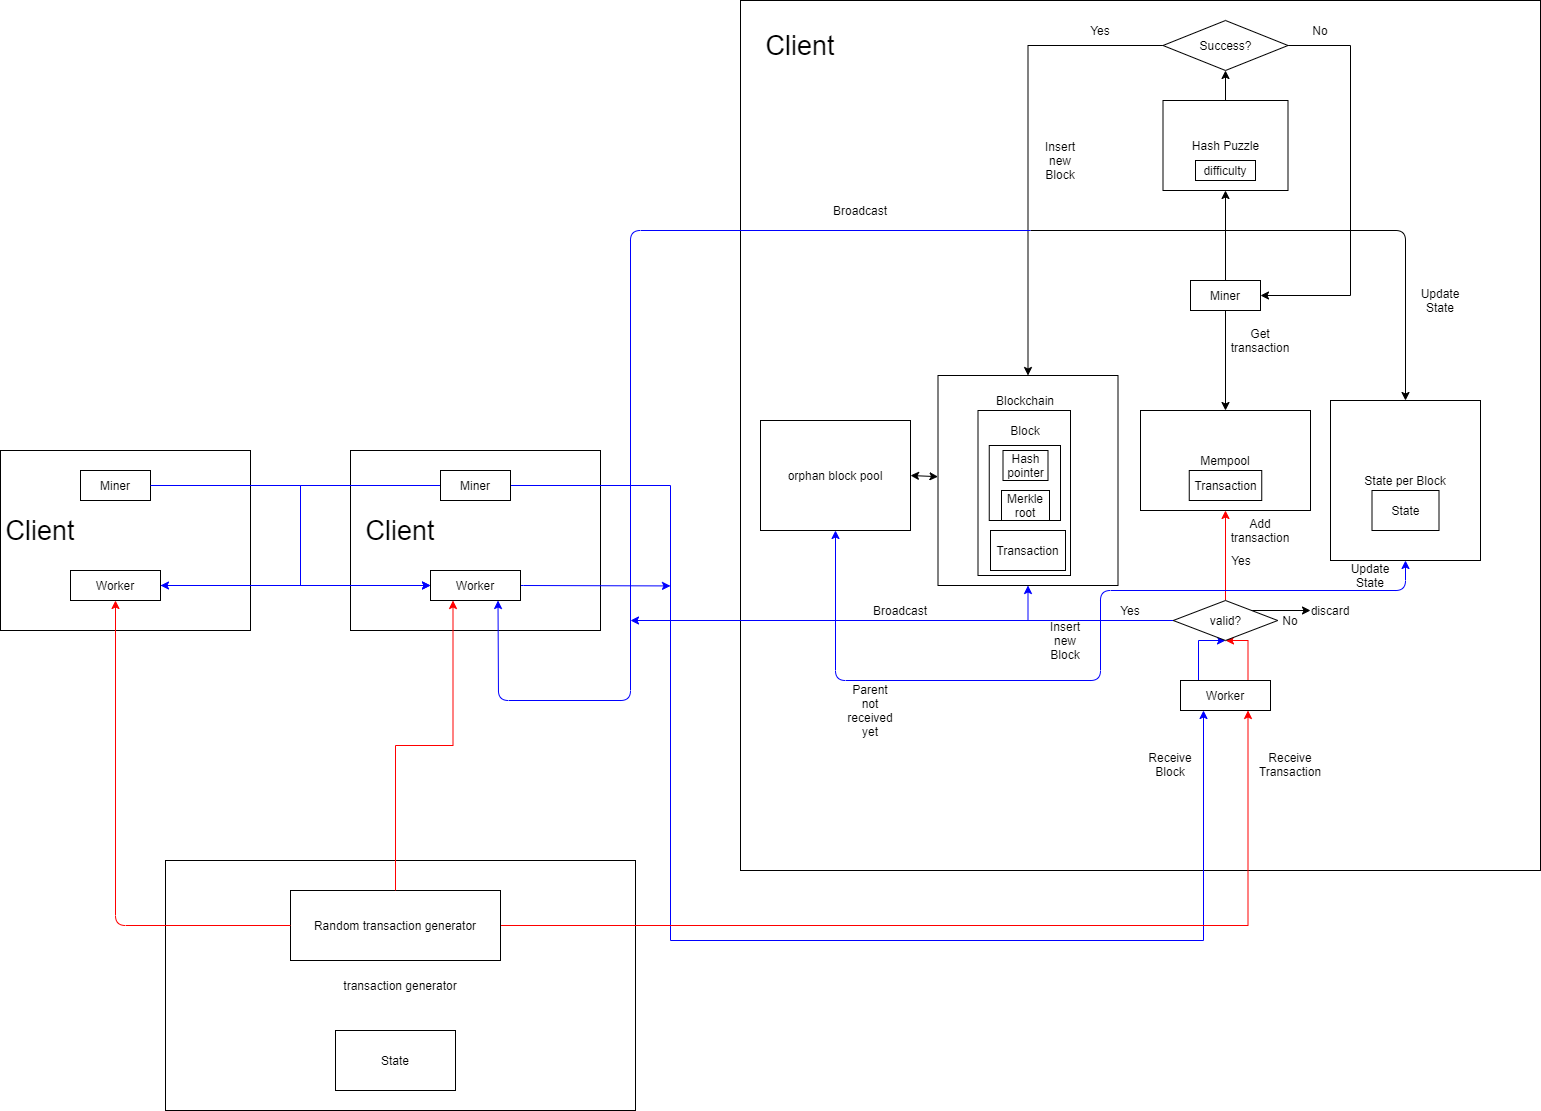 Client
Yes
Success?
No
Hash Puzzle
difficulty
Insert
new
Block
Broadcast
Miner
Update
State
Get
transaction
Blockchain
Block
Hash
pointer
Merkle
root
Transaction
orphan block pool
Mempool
Transaction
State per Block
State
Add
transaction
Yes
Update
State
Miner
Client
Worker
Miner
Client
Worker
Broadcast
Yes
valid?
No
discard
Insert
new
Block
Parent
not
received
yet
Worker
Receive
Block
Receive
Transaction
Random transaction generator
transaction generator
State